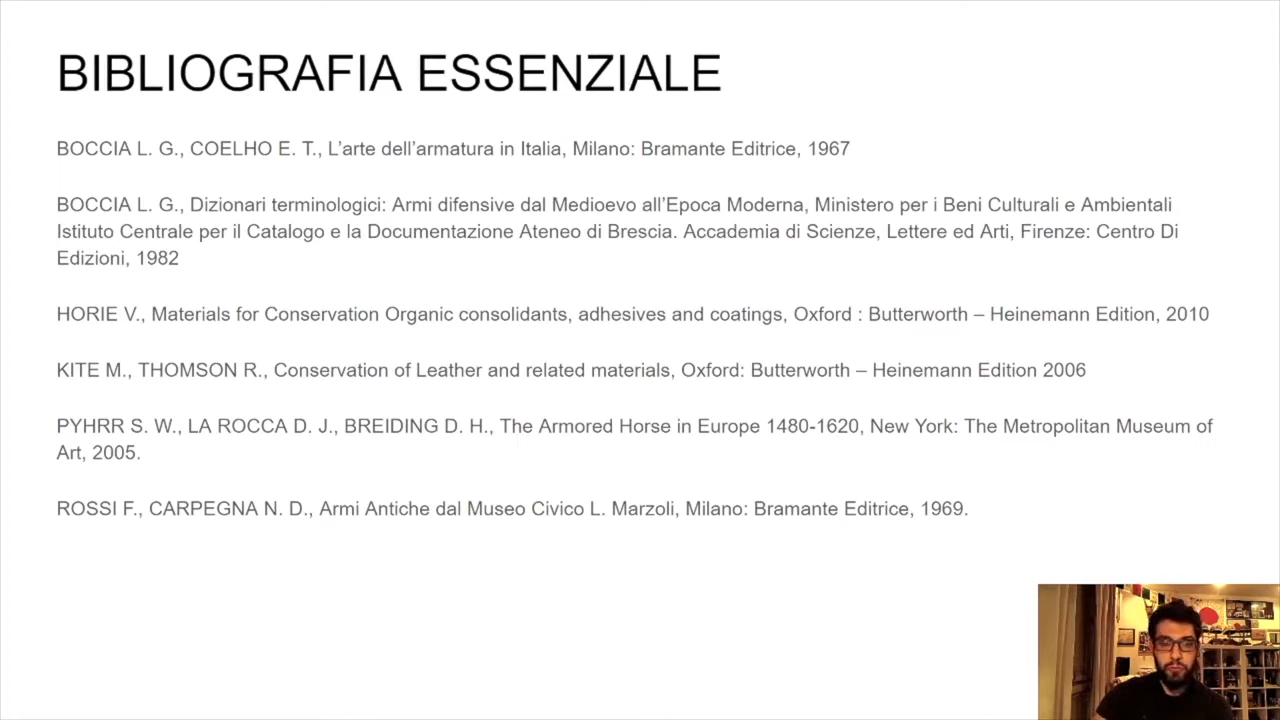 BIBLIOGRAFIA ESSENZIALE
BOCCIA L. G., COELHO E. T., L’arte dell’armatura in Italia, Milano: Bramante Editrice, 1967
BOCCIA L. G., Dizionari terminologici: Armi difensive dal Medioevo all’Epoca Moderna, Ministero per i Beni Culturali e Ambientali
Istituto Centrale per il Catalogo e la Documentazione Ateneo di Brescia. Accademia di Scienze, Lettere ed Arti, Firenze: Centro Di
Edizioni, 1982
HORIE V., Materials for Conservation Organic consolidants, adhesives and coatings, Oxford : Butterworth – Heinemann Edition, 2010
KITE M., THOMSON R., Conservation of Leather and related materials, Oxford: Butterworth – Heinemann Edition 2006
PYHRR S. W., LA ROCCA D. J., BREIDING D. H., The Armored Horse in Europe 1480-1620, New York: The Metropolitan Museum of
Art, 2005.
ROSSI F., CARPEGNA N. D., Armi Antiche dal Museo Civico L. Marzoli, Milano: Bramante Editrice, 1969.